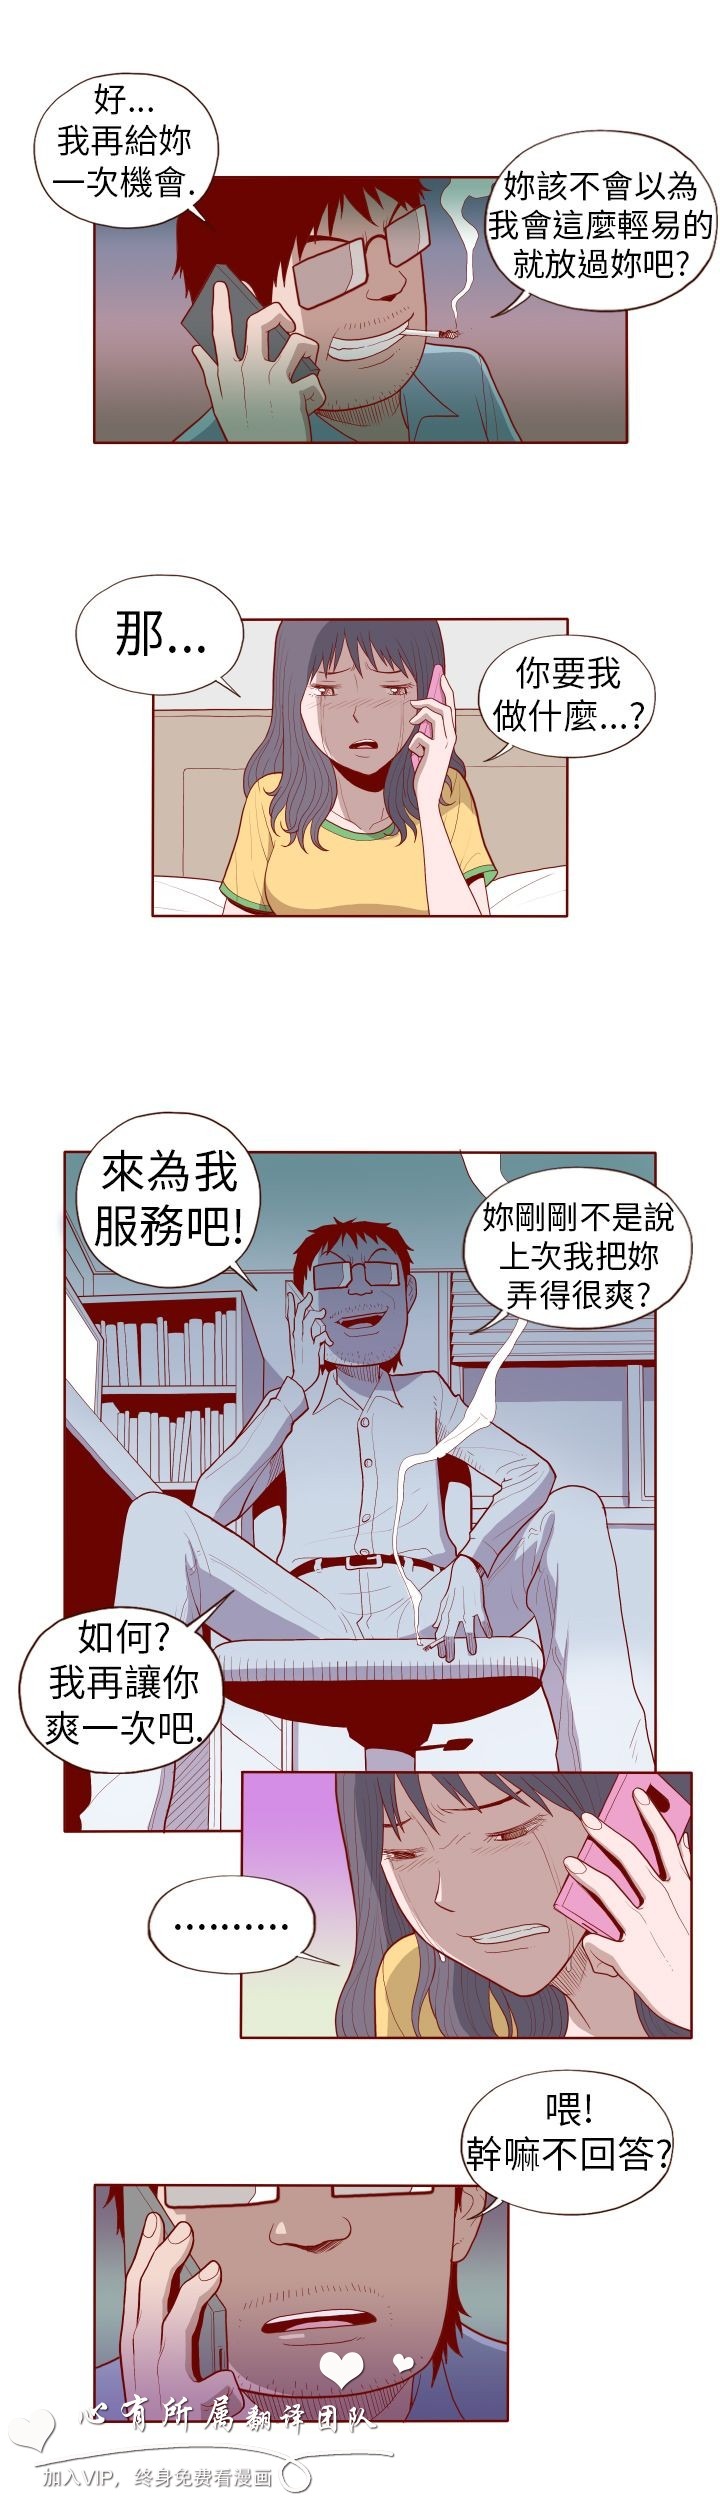 好...
我再給妳
一次機會.
妳該不會以為
我會這麼輕易的
就放過妳吧?
那...
你要我
做什麼...?
來為我
服務吧!
妳剛剛不是說
上次我把妳
弄得很爽?
如何?
我再讓你
爽一次吧.
..........
喂!
幹嘛不回答?
心有所属翻译团队
加入VIP，终身免费看漫画